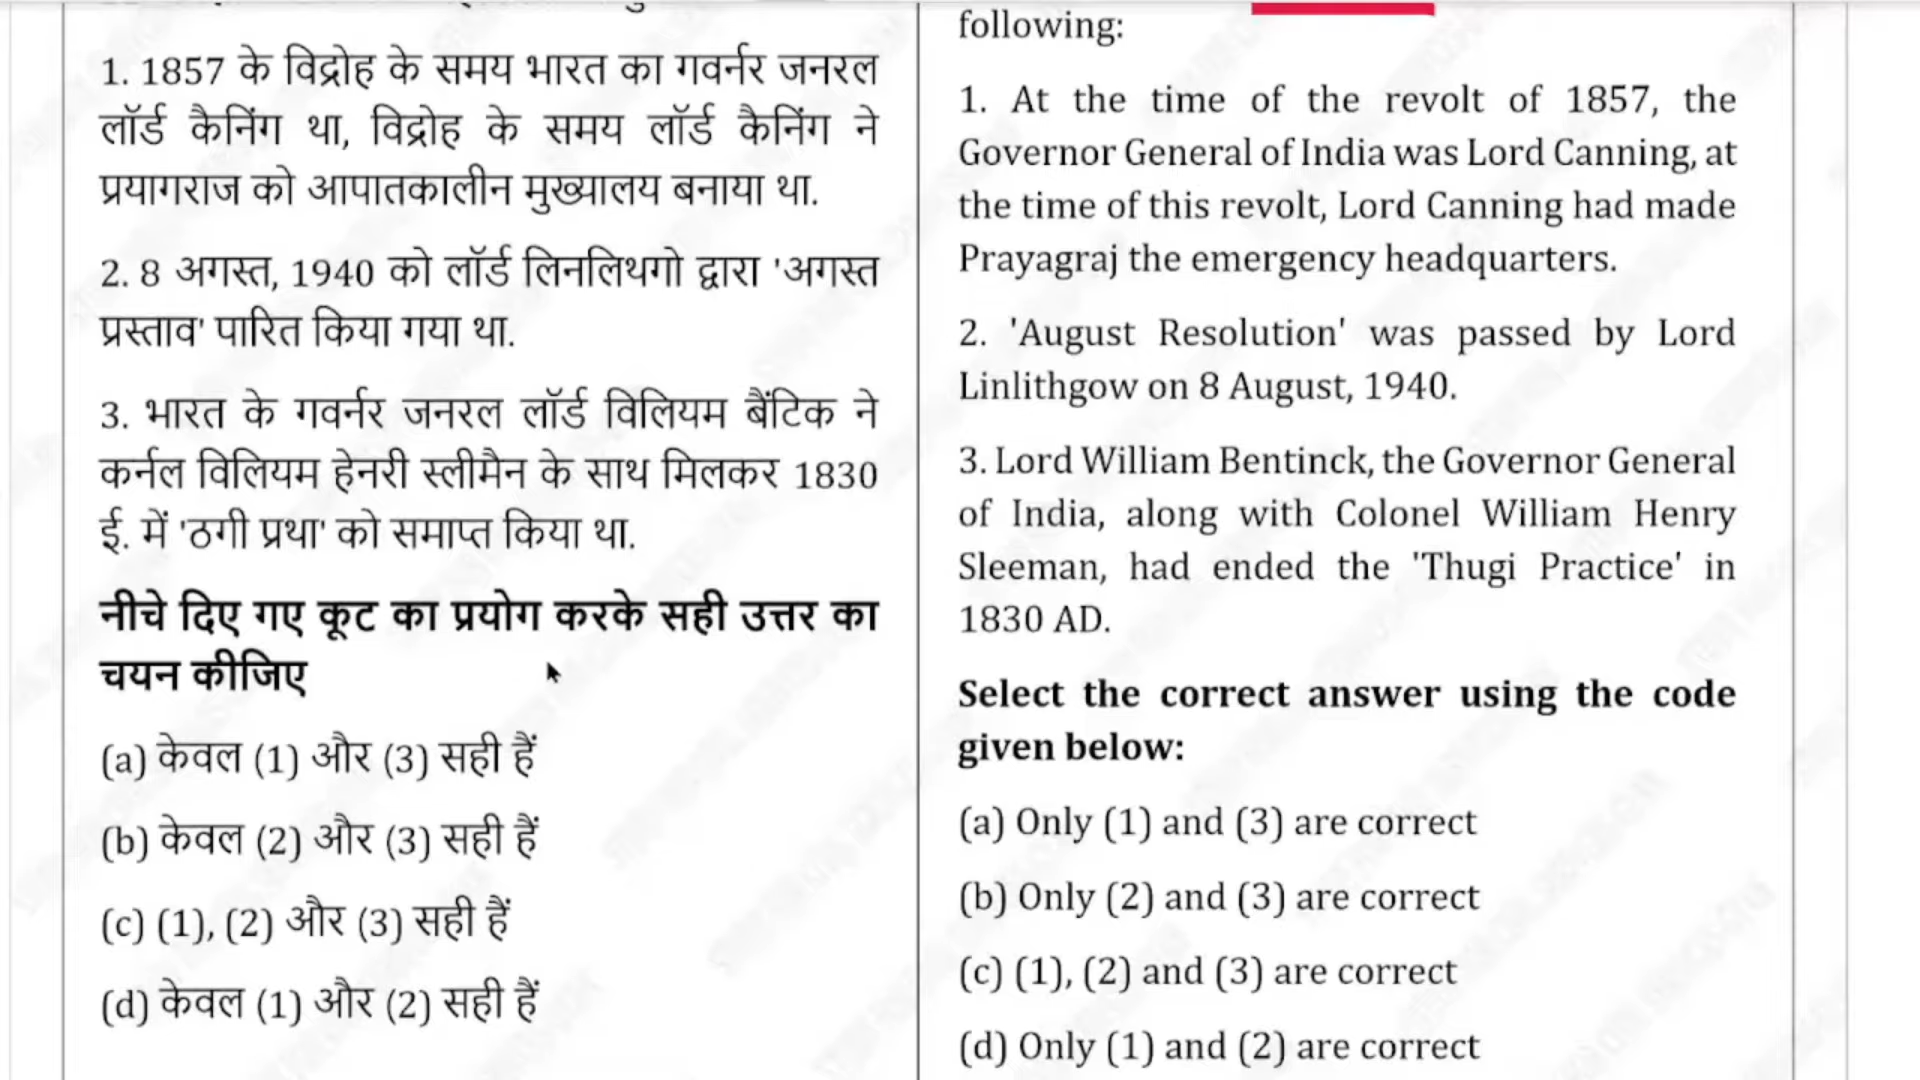 1. 1857 के विद्रोह के समय भारत का गवर्नर जनरल
लॉर्ड कैनिंग था, विद्रोह के समय लॉर्ड कैनिंग ने
प्रयागराज को आपातकालीन मुख्यालय बनाया था.
2. 8 अगस्त, 1940 को लॉर्ड लिनलिथगो द्वारा 'अगस्त
प्रस्ताव' पारित किया गया था.
3. भारत के गवर्नर जनरल लॉर्ड विलियम बैंटिक ने
कर्नल विलियम हेनरी स्लीमैन के साथ मिलकर 1830
ई. में 'ठगी प्रथा' को समाप्त किया था.
नीचे दिए गए कूट का प्रयोग करके सही उत्तर का
चयन कीजिए
(a) केवल (1) और (3) सही हैं
(b) केवल (2) और (3) सही हैं
(c) (1), (2) और (3) सही हैं
(d) केवल (1) और (2) सही हैं
following:
1. At the time of the revolt of 1857, the
Governor General of India was Lord Canning, at
the time of this revolt, Lord Canning had made
Prayagraj the emergency headquarters.
2. 'August Resolution' was passed by Lord
Linlithgow on 8 August, 1940.
3. Lord William Bentinck, the Governor General
of India, along with Colonel William Henry
Sleeman, had ended the 'Thugi Practice' in
1830 AD.
Select the correct answer using the code
given below:
(a) Only (1) and (3) are correct
(b) Only (2) and (3) are correct
(c) (1), (2) and (3) are correct
(d) Only (1) and (2) are correct